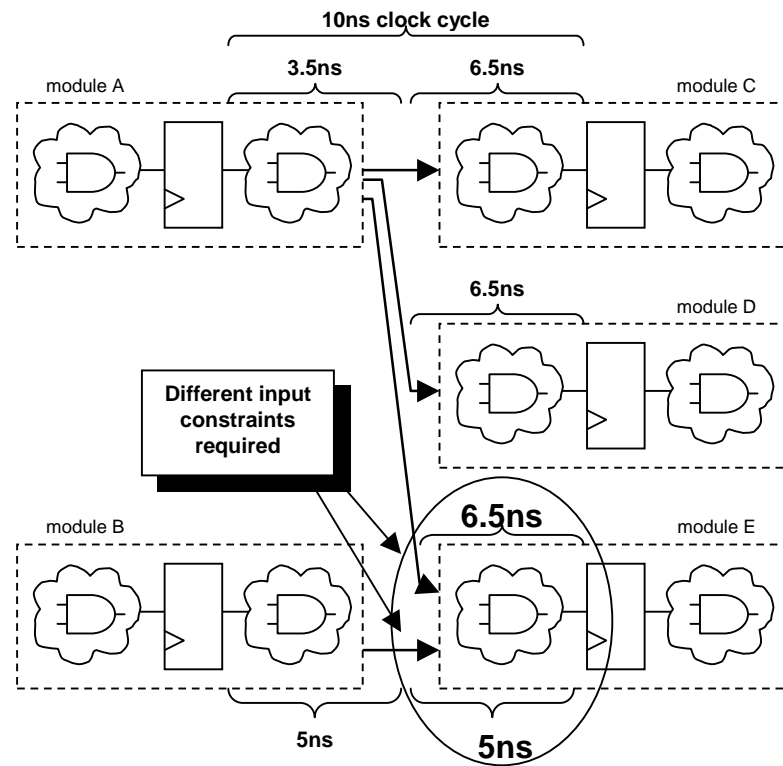 10ns clock cycle
3.5ns
6.5ns
module A
module C
6.5ns
module D
Different input
constraints
required
module B
6.5ns
module E
5ns
5ns